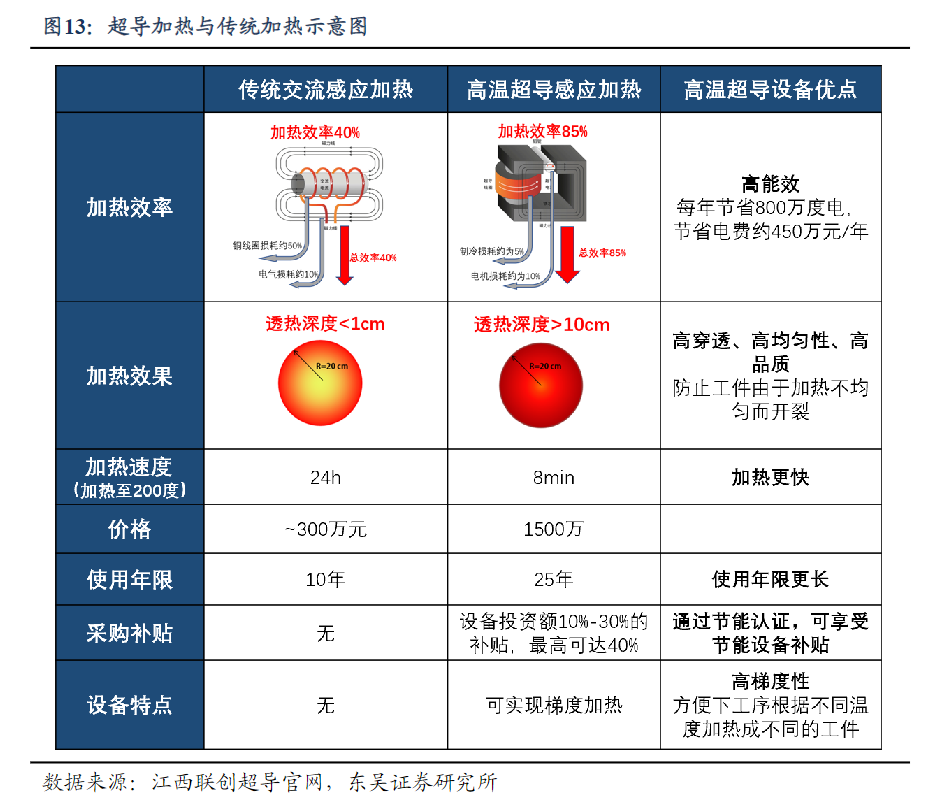 图13：超导加热与传统加热示意图
传统交流感应加热
高温超导感应加热
高温超导设备优点
加热效率
加热效率40%
磁力线
铜线圈损耗约50%
电气损耗约10%
总效率40%
加热效率85%
制冷损耗约为5%
电机损耗约为10%
总效率85%
高能效
每年节省800万度电，
节省电费约450万元/年
加热效果
透热深度<1cm
R=20 cm
透热深度>10cm
R=20 cm
高穿透、高均匀性、高
品质
防止工件由于加热不均
匀而开裂
加热速度
(加热至200度)
24h
8min
加热更快
价格
~300万元
1500万
使用年限
10年
25年
使用年限更长
采购补贴
无
设备投资额10%-30%的
补贴，最高可达40%
通过节能认证，可享受
节能设备补贴
设备特点
无
可实现梯度加热
高梯度性
方便下工序根据不同温
度加热成不同的工件
数据来源：江西联创超导官网，东吴证券研究所